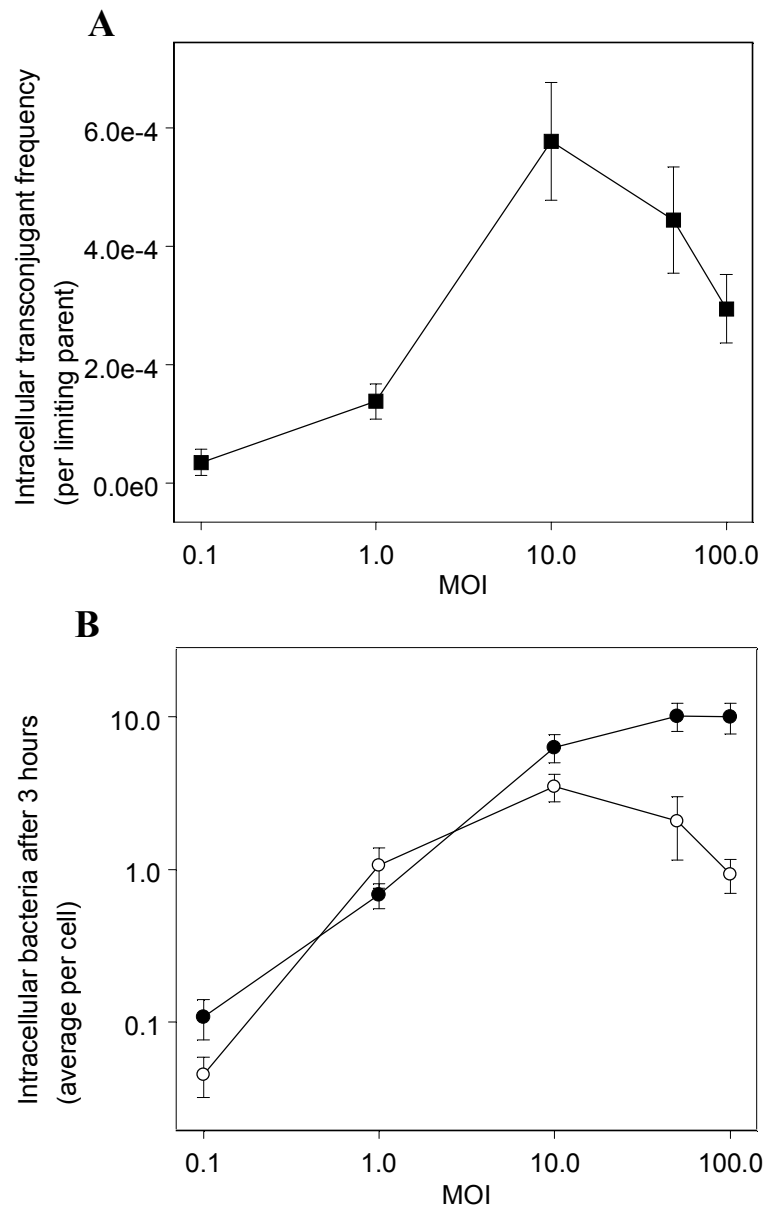 A
Intracellular transconjugant frequency
(per limiting parent)
6.0e-4
4.0e-4
2.0e-4
0.0e0
0.1 1.0 10.0 100.0
MOI
B
Intracellular bacteria after 3 hours
(average per cell)
10.0
1.0
0.1
0.1 1.0 10.0 100.0
MOI